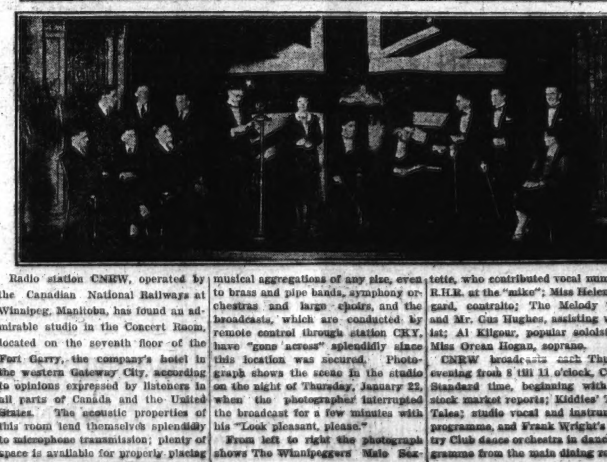 Radio station CNRW, operated by
the Canadian National Railways at
Winnipeg, Manitoba, has found an ad-
mirable studio in the Concert Room,
located on the seventh floor of the
Fort Garry, the company's hotel in
the western Gateway City, according
to opinions expressed by listeners in
all parts of Canada and the United
States. The acoustic properties of
this room lend themselves splendidly
to microphone transmission; plenty of
space is available for properly placing
musical aggregations of any size, even
to brass and pipe bands, symphony or-
chestras and large choirs, and the
broadcasts, which are conducted by
remote control through station CKY,
have "gone across" splendidly since
this location was secured. Photo-
graph shows the scene in the studio
on the night of Thursday, January 22,
when the photographer interrupted
the broadcast for a few minutes with
his "Look pleasant, please."
From left to right the photograph
shows The Winnipeggers Male Sex-
tette, who contributed vocal num
R.H.R. at the "mike"; Miss Helen
gard, contralto; The Melody
and Mr. Gus Hughes, assisting
ist; Al Kilgour, popular soloist
Miss Orean Hogan, soprano.
CNRW broadcasts each Thu
evening from 8 till 11 o'clock, C
Standard time, beginning with
stock market reports; Kiddies' T
Tales; studio vocal and instrum
programme, and Frank Wright's
try Club dance orchestra in danc
gramme from the main dining ro